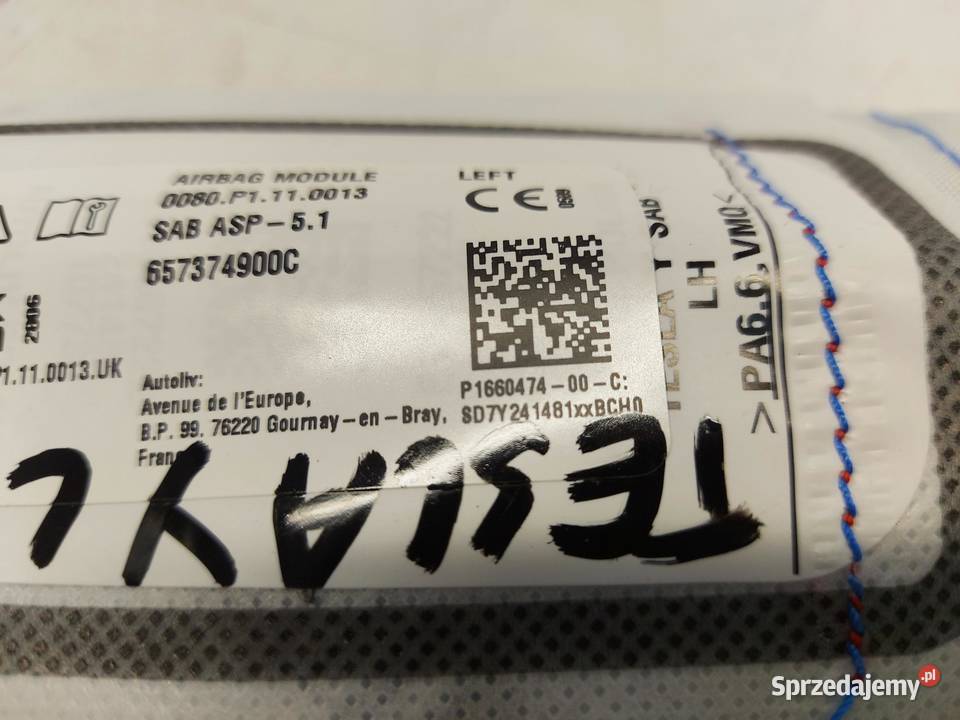 AIRBAG MODULE
0080.P1.11.0013
SAB ASP-5.1
657374900C
LEFT
CE 0589
2806
P1.11.0013.UK
Autoliv:
Avenue de l'Europe,
B.P. 99, 76220 Gournay-en-Bray,
P1660474-00-C:
SD7Y241481xxBCH0
TESLA Y SAB
LH
>PA6.6, VMQ<
TESLA Y L
Sprzedajemy.pl